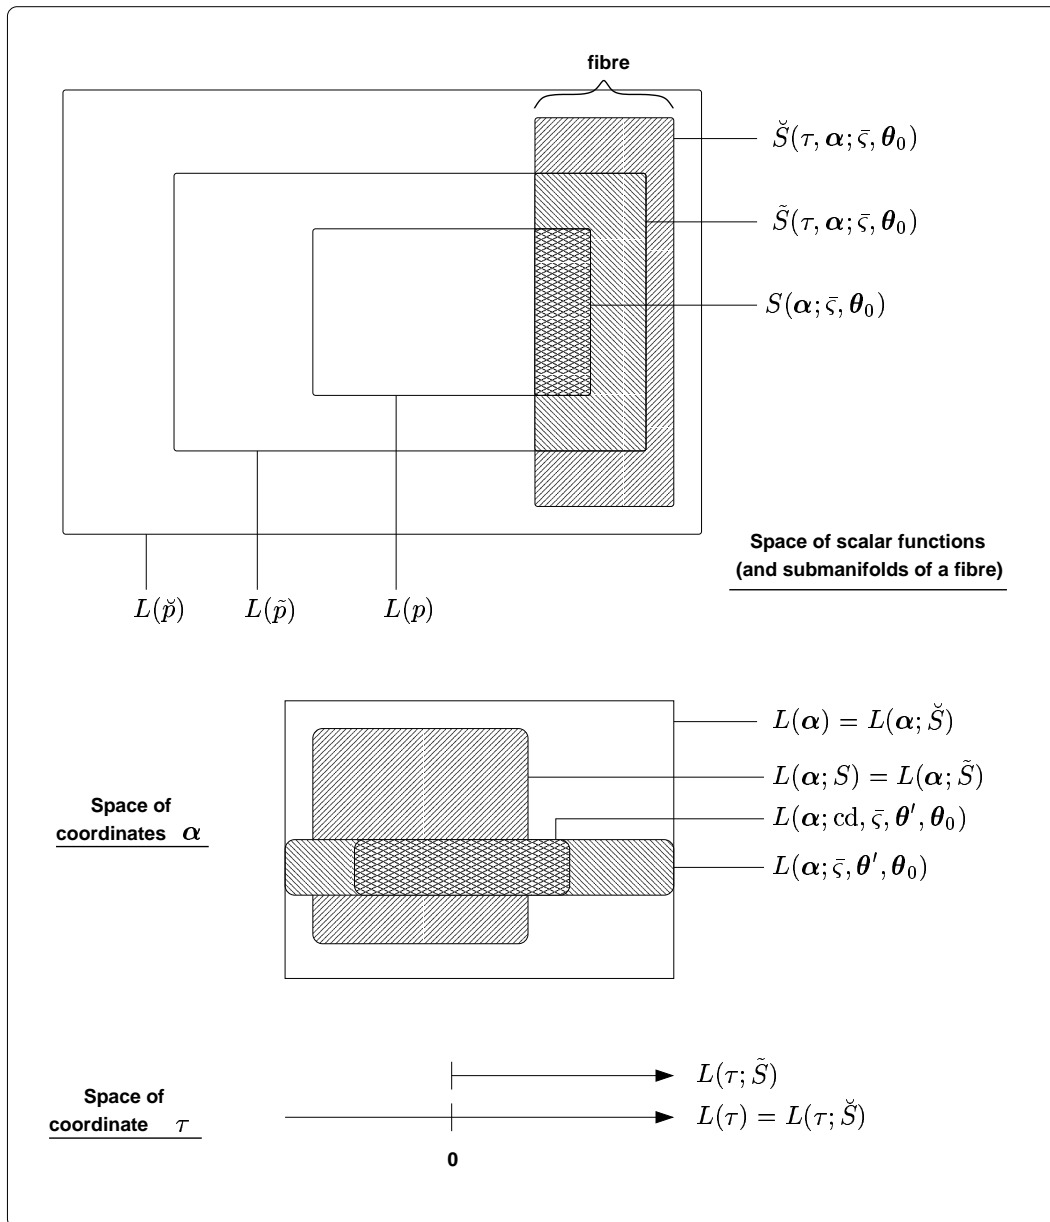 fibre
S̆(τ, α; ς̄, θ₀)
S̃(τ, α; ς̄, θ₀)
S(α; ς̄, θ₀)
Space of scalar functions
(and submanifolds of a fibre)
L(p̆) L(p̃) L(p)
L(α) = L(α; S̆)
L(α; S) = L(α; S̃)
L(α; cd, ς̄, θ′, θ₀)
L(α; ς̄, θ′, θ₀)
Space of
coordinates α
L(τ; S̃)
L(τ) = L(τ; S̆)
Space of
coordinate τ
0